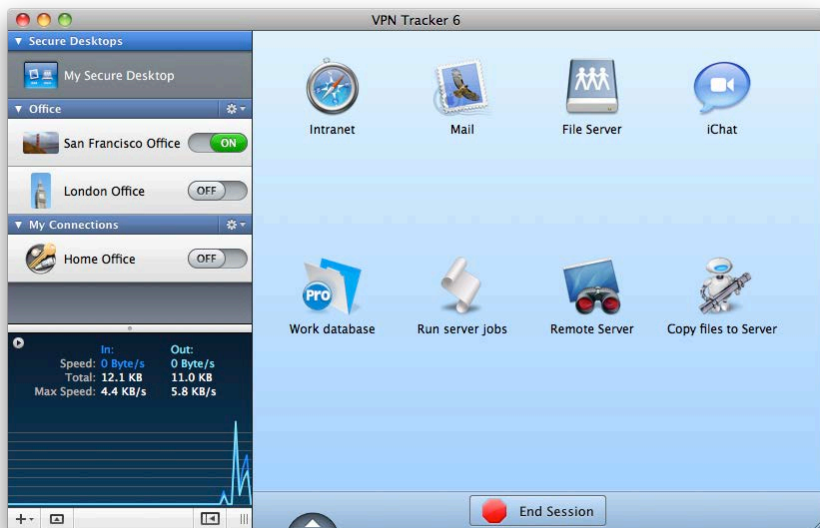 VPN Tracker 6
Secure Desktops
My Secure Desktop
Office
San Francisco Office ON
London Office OFF
My Connections
Home Office OFF
In: Out:
Speed: 0 Byte/s 0 Byte/s
Total: 12.1 KB 11.0 KB
Max Speed: 4.4 KB/s 5.8 KB/s
Intranet Mail File Server iChat
Pro
Work database Run server jobs Remote Server Copy files to Server
End Session